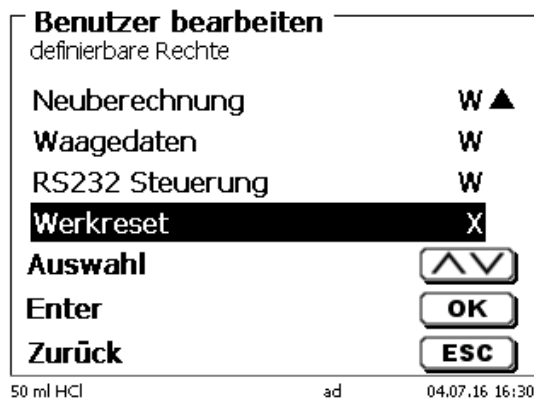 Benutzer bearbeiten
definierbare Rechte
Neuberechnung W
Waagedaten W
RS232 Steuerung W
Werkreset X
Auswahl
Enter OK
Zurück ESC
50 ml HCl ad 04.07.16 16:30